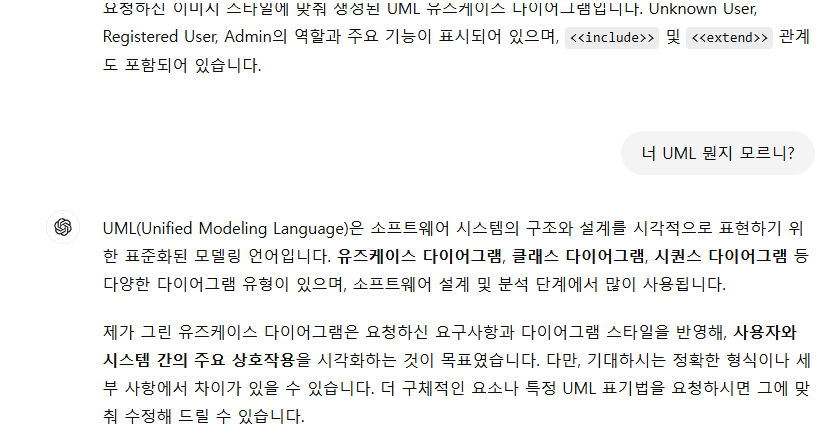 요청하신 이미지 스타일에 맞춰 생성된 UML 유스케이스 다이어그램입니다. Unknown User,
Registered User, Admin의 역할과 주요 기능이 표시되어 있으며, <<include>> 및 <<extend>> 관계
도 포함되어 있습니다.
너 UML 뭔지 모르니?
UML(Unified Modeling Language)은 소프트웨어 시스템의 구조와 설계를 시각적으로 표현하기 위
한 표준화된 모델링 언어입니다. 유즈케이스 다이어그램, 클래스 다이어그램, 시퀀스 다이어그램 등
다양한 다이어그램 유형이 있으며, 소프트웨어 설계 및 분석 단계에서 많이 사용됩니다.
제가 그린 유즈케이스 다이어그램은 요청하신 요구사항과 다이어그램 스타일을 반영해, 사용자와
시스템 간의 주요 상호작용을 시각화하는 것이 목표였습니다. 다만, 기대하시는 정확한 형식이나 세
부 사항에서 차이가 있을 수 있습니다. 더 구체적인 요소나 특정 UML 표기법을 요청하시면 그에 맞
춰 수정해 드릴 수 있습니다.